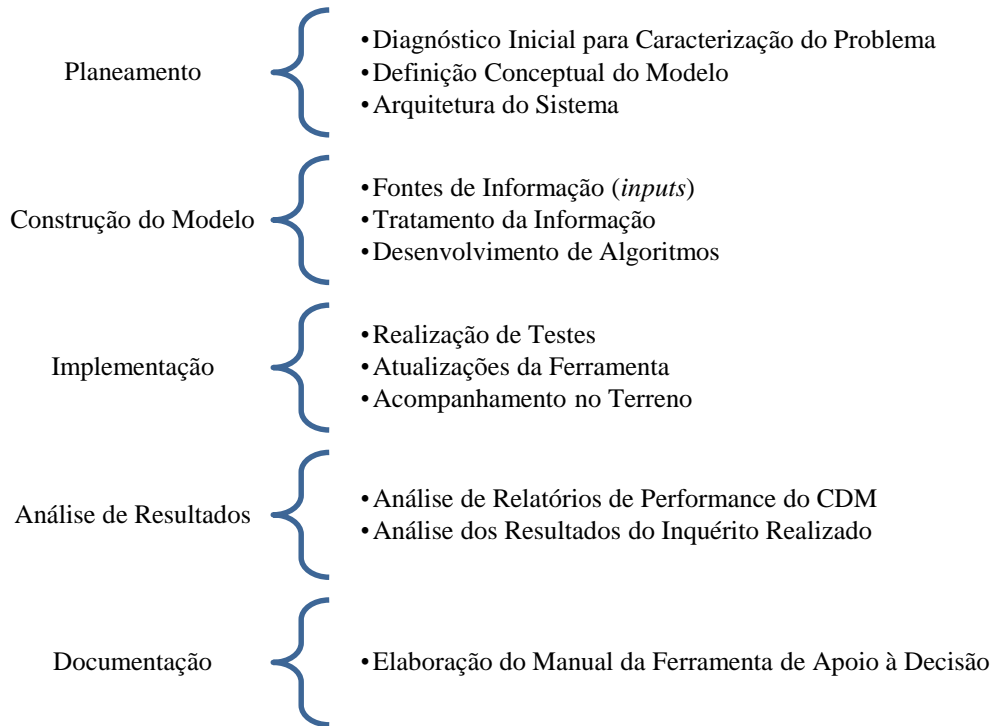 Planeamento
•Diagnóstico Inicial para Caracterização do Problema
•Definição Conceptual do Modelo
•Arquitetura do Sistema
Construção do Modelo
•Fontes de Informação (inputs)
•Tratamento da Informação
•Desenvolvimento de Algoritmos
Implementação
•Realização de Testes
•Atualizações da Ferramenta
•Acompanhamento no Terreno
Análise de Resultados
•Análise de Relatórios de Performance do CDM
•Análise dos Resultados do Inquérito Realizado
Documentação
•Elaboração do Manual da Ferramenta de Apoio à Decisão